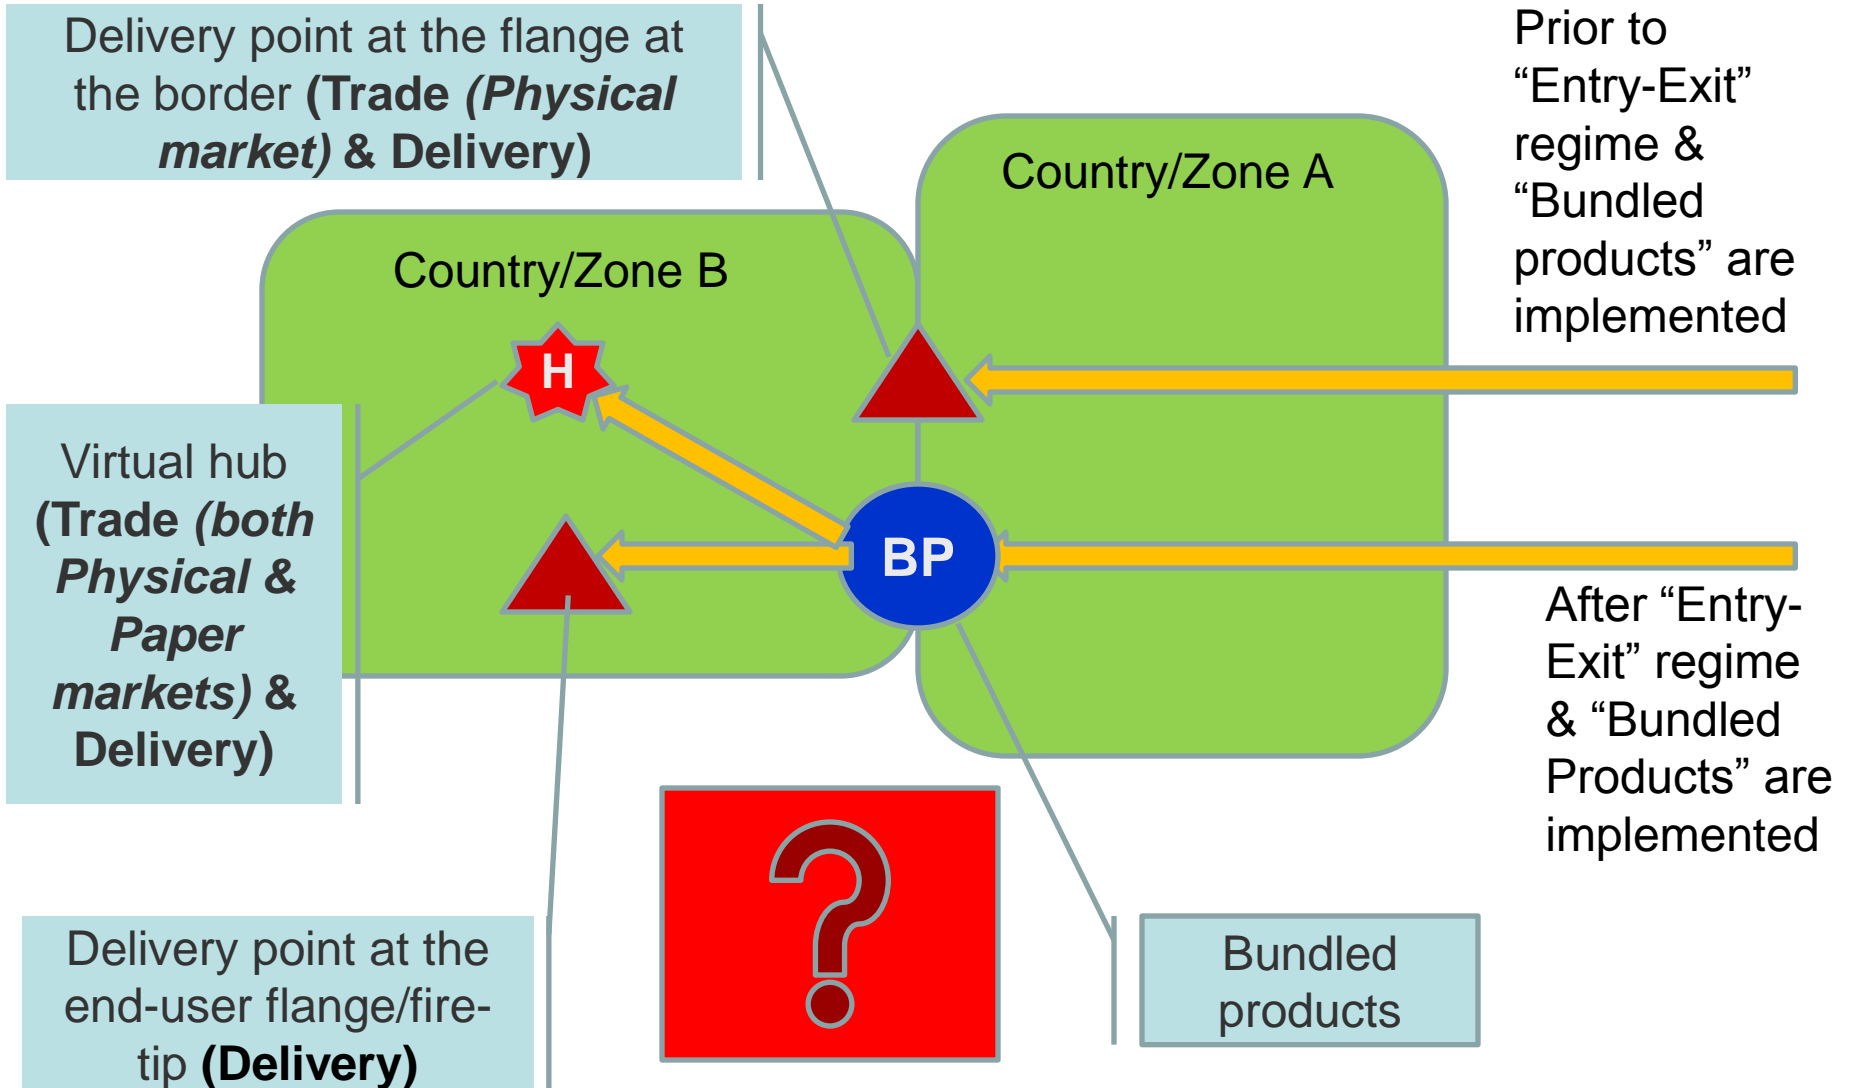 Delivery point at the flange at
the border (Trade (Physical
market) & Delivery)
Prior to
“Entry-Exit”
regime &
“Bundled
products” are
implemented
Country/Zone A
Country/Zone B
H
Virtual hub
(Trade (both
Physical &
Paper
markets) &
Delivery)
BP
After “Entry-
Exit” regime
& “Bundled
Products” are
implemented
?
Delivery point at the
end-user flange/fire-
tip (Delivery)
Bundled
products